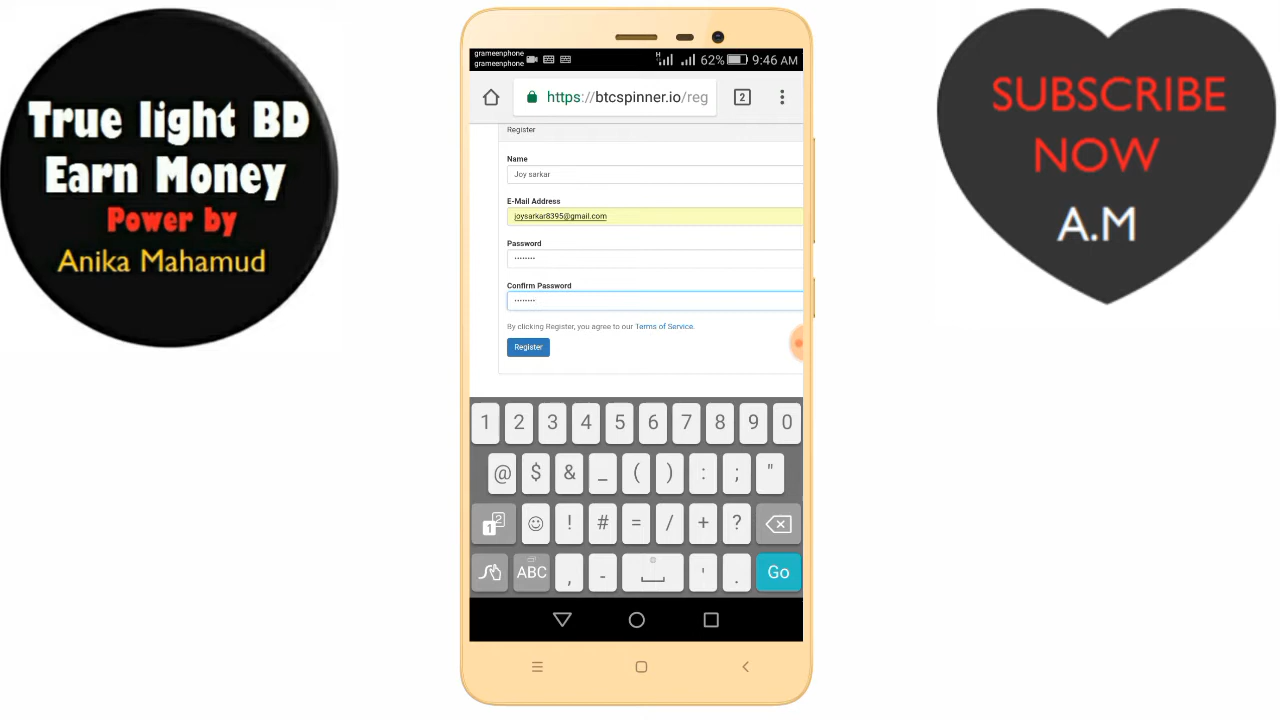 True light BD
Earn Money
Power by
Anika Mahamud
grameenphone
grameenphone
H 62% 9:46 AM
https://btcspinner.io/reg
2
Register
Name
Joy sarkar
E-Mail Address
joysarkar8395@gmail.com
Password
••••••••
Confirm Password
••••••••
By clicking Register, you agree to our Terms of Service.
Register
1 2 3 4 5 6 7 8 9 0
@ $ & _ ( ) : ; "
1 2 ! # = / + ?
ABC , - ' . Go
SUBSCRIBE
NOW
A.M